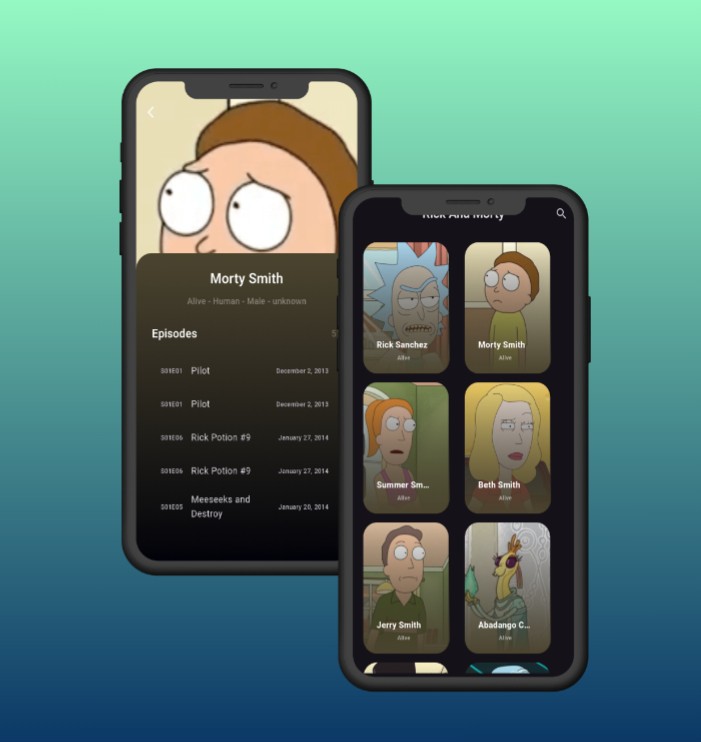 Morty Smith
Alive - Human - Male - unknown
Episodes
S01E01 Pilot December 2, 2013
S01E01 Pilot December 2, 2013
S01E06 Rick Potion #9 January 27, 2014
S01E06 Rick Potion #9 January 27, 2014
S01E05 Meeseeks and Destroy January 20, 2014
Rick And Morty
Rick Sanchez
Alive
Morty Smith
Alive
Summer Sm...
Alive
Beth Smith
Alive
Jerry Smith
Alive
Abadango C...
Alive